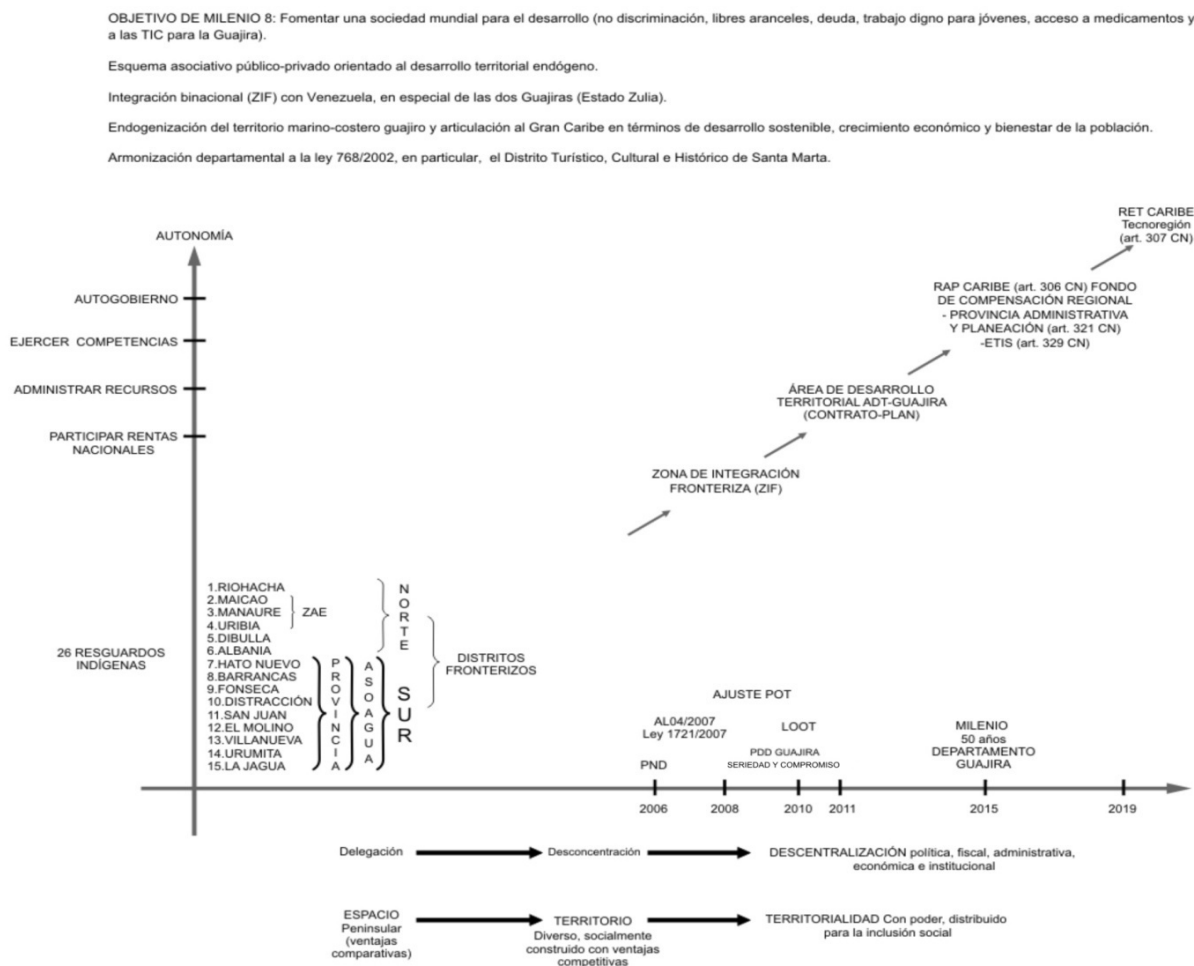 OBJETIVO DE MILENIO 8: Fomentar una sociedad mundial para el desarrollo (no discriminación, libres aranceles, deuda, trabajo digno para jóvenes, acceso a medicamentos y
a las TIC para la Guajira).
Esquema asociativo público-privado orientado al desarrollo territorial endógeno.
Integración binacional (ZIF) con Venezuela, en especial de las dos Guajiras (Estado Zulia).
Endogenización del territorio marino-costero guajiro y articulación al Gran Caribe en términos de desarrollo sostenible, crecimiento económico y bienestar de la población.
Armonización departamental a la ley 768/2002, en particular, el Distrito Turístico, Cultural e Histórico de Santa Marta.
RET CARIBE
Tecnoregión
(art. 307 CN)
AUTONOMÍA
AUTOGOBIERNO
EJERCER COMPETENCIAS
ADMINISTRAR RECURSOS
PARTICIPAR RENTAS
NACIONALES
RAP CARIBE (art. 306 CN) FONDO
DE COMPENSACIÓN REGIONAL
- PROVINCIA ADMINISTRATIVA
Y PLANEACIÓN (art. 321 CN)
-ETIS (art. 329 CN)
ÁREA DE DESARROLLO
TERRITORIAL ADT-GUAJIRA
(CONTRATO-PLAN)
ZONA DE INTEGRACIÓN
FRONTERIZA (ZIF)
26 RESGUARDOS
INDÍGENAS
1.RIOHACHA
2.MAICAO
3.MANAURE
4.URIBIA
5.DIBULLA
6.ALBANIA
7.HATO NUEVO
8.BARRANCAS
9.FONSECA
10.DISTRACCIÓN
11.SAN JUAN
12.EL MOLINO
13.VILLANUEVA
14.URUMITA
15.LA JAGUA
ZAE
PROVINCIA
ASOAGUA
NORTE
SUR
DISTRITOS
FRONTERIZOS
AJUSTE POT
AL04/2007
Ley 1721/2007
LOOT
PDD GUAJIRA
SERIEDAD Y COMPROMISO
PND
MILENIO
50 años
DEPARTAMENTO
GUAJIRA
2006 2008 2010 2011 2015 2019
Delegación Desconcentración DESCENTRALIZACIÓN política, fiscal, administrativa,
económica e institucional
ESPACIO
Peninsular
(ventajas
comparativas)
TERRITORIO
Diverso, socialmente
construido con ventajas
competitivas
TERRITORIALIDAD Con poder, distribuido
para la inclusión social